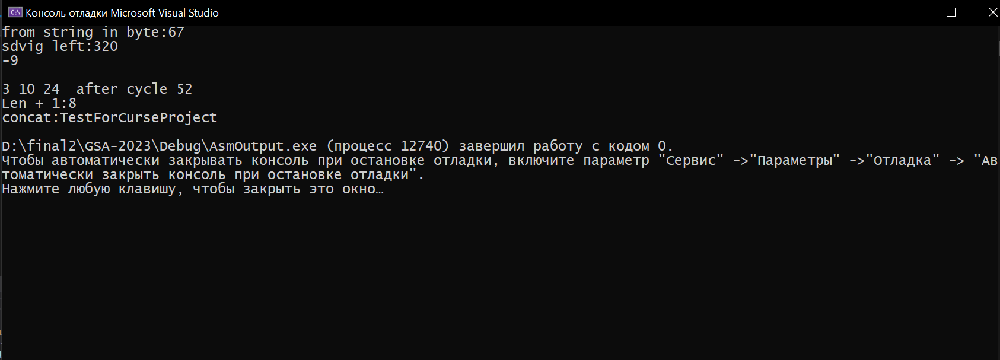 Консоль отладки Microsoft Visual Studio
from string in byte:67
sdvig left:320
-9
3 10 24  after cycle 52
Len + 1:8
concat:TestForCurseProject
D:\final2\GSA-2023\Debug\AsmOutput.exe (процесс 12740) завершил работу с кодом 0.
Чтобы автоматически закрывать консоль при остановке отладки, включите параметр "Сервис" ->"Параметры" ->"Отладка" -> "Ав
томатически закрыть консоль при остановке отладки".
Нажмите любую клавишу, чтобы закрыть это окно…